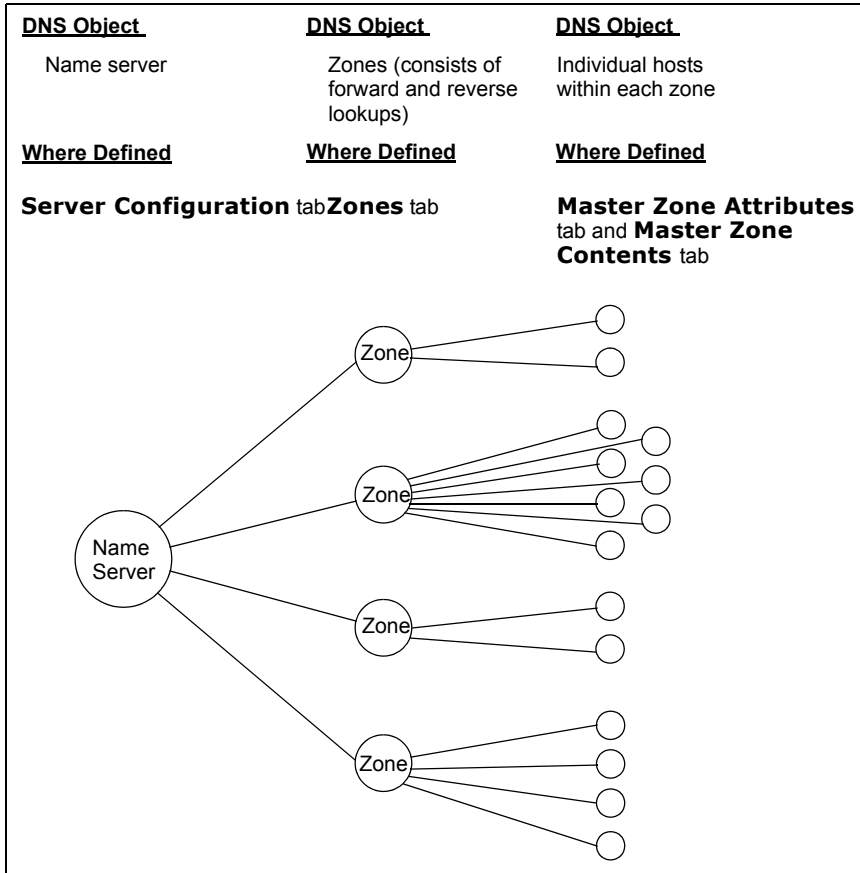 DNS Object DNS Object DNS Object
Name server
Zones (consists of
forward and reverse
lookups)
Individual hosts
within each zone
Where Defined Where Defined Where Defined
Server Configuration tab Zones tab
Master Zone Attributes
tab and Master Zone
Contents tab
Zone
Zone
Name
Server
Zone
Zone